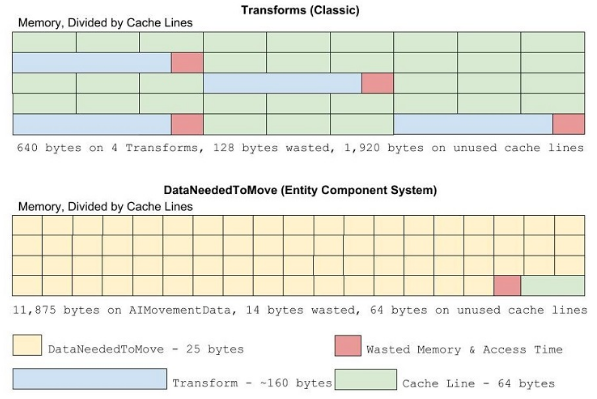 Transforms (Classic)
Memory, Divided by Cache Lines
640 bytes on 4 Transforms, 128 bytes wasted, 1,920 bytes on unused cache lines
DataNeededToMove (Entity Component System)
Memory, Divided by Cache Lines
11,875 bytes on AIMovementData, 14 bytes wasted, 64 bytes on unused cache lines
DataNeededToMove - 25 bytes
Wasted Memory & Access Time
Transform - ~160 bytes
Cache Line - 64 bytes